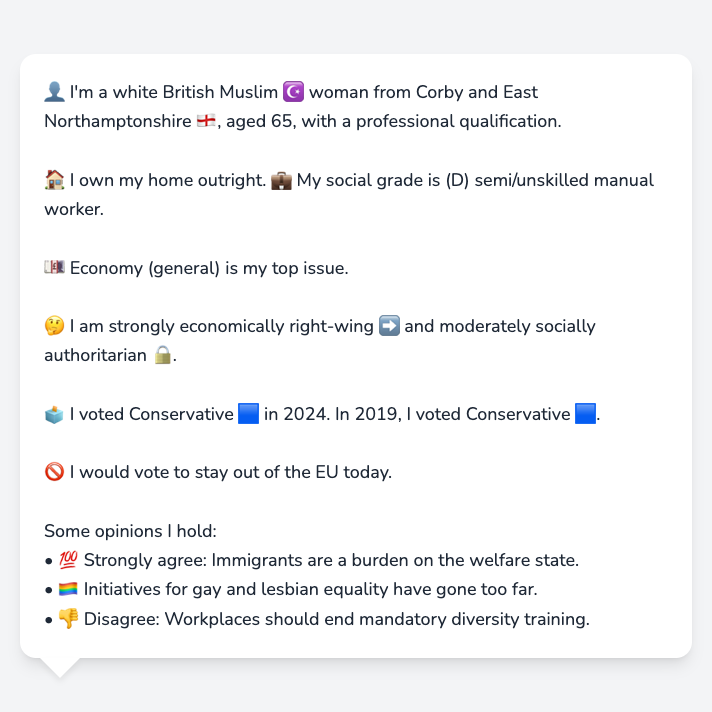 👤 I'm a white British Muslim ☪️ woman from Corby and East
Northamptonshire 🏴󠁧󠁢󠁥󠁮󠁧󠁿, aged 65, with a professional qualification.
🏠 I own my home outright. 💼 My social grade is (D) semi/unskilled manual
worker.
💷 Economy (general) is my top issue.
🤔 I am strongly economically right-wing ➡️ and moderately socially
authoritarian 🔒.
🗳️ I voted Conservative 🟦 in 2024. In 2019, I voted Conservative 🟦.
🚫 I would vote to stay out of the EU today.
Some opinions I hold:
• 💯 Strongly agree: Immigrants are a burden on the welfare state.
• 🏳️‍🌈 Initiatives for gay and lesbian equality have gone too far.
• 👎 Disagree: Workplaces should end mandatory diversity training.